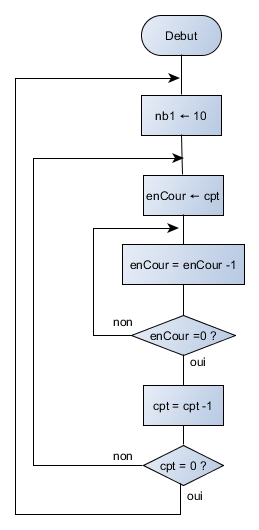 Debut
nb1 ← 10
enCour ← cpt
enCour = enCour -1
non
enCour =0 ?
oui
cpt = cpt -1
non
cpt = 0 ?
oui